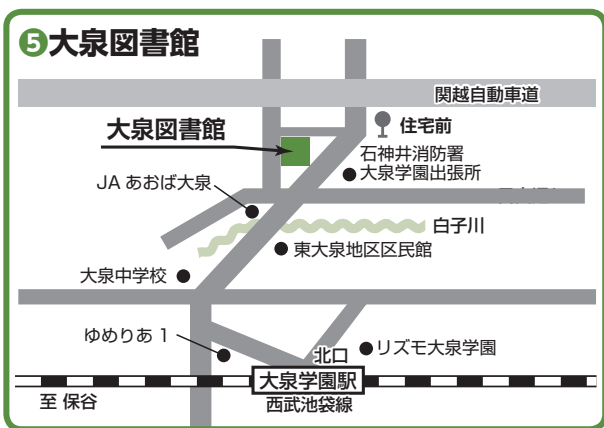 ❺大泉図書館
関越自動車道
住宅前
大泉図書館
石神井消防署
大泉学園出張所
JA あおば大泉
白子川
東大泉地区区民館
大泉中学校
ゆめりあ 1
北口
リズモ大泉学園
大泉学園駅
至 保谷
西武池袋線